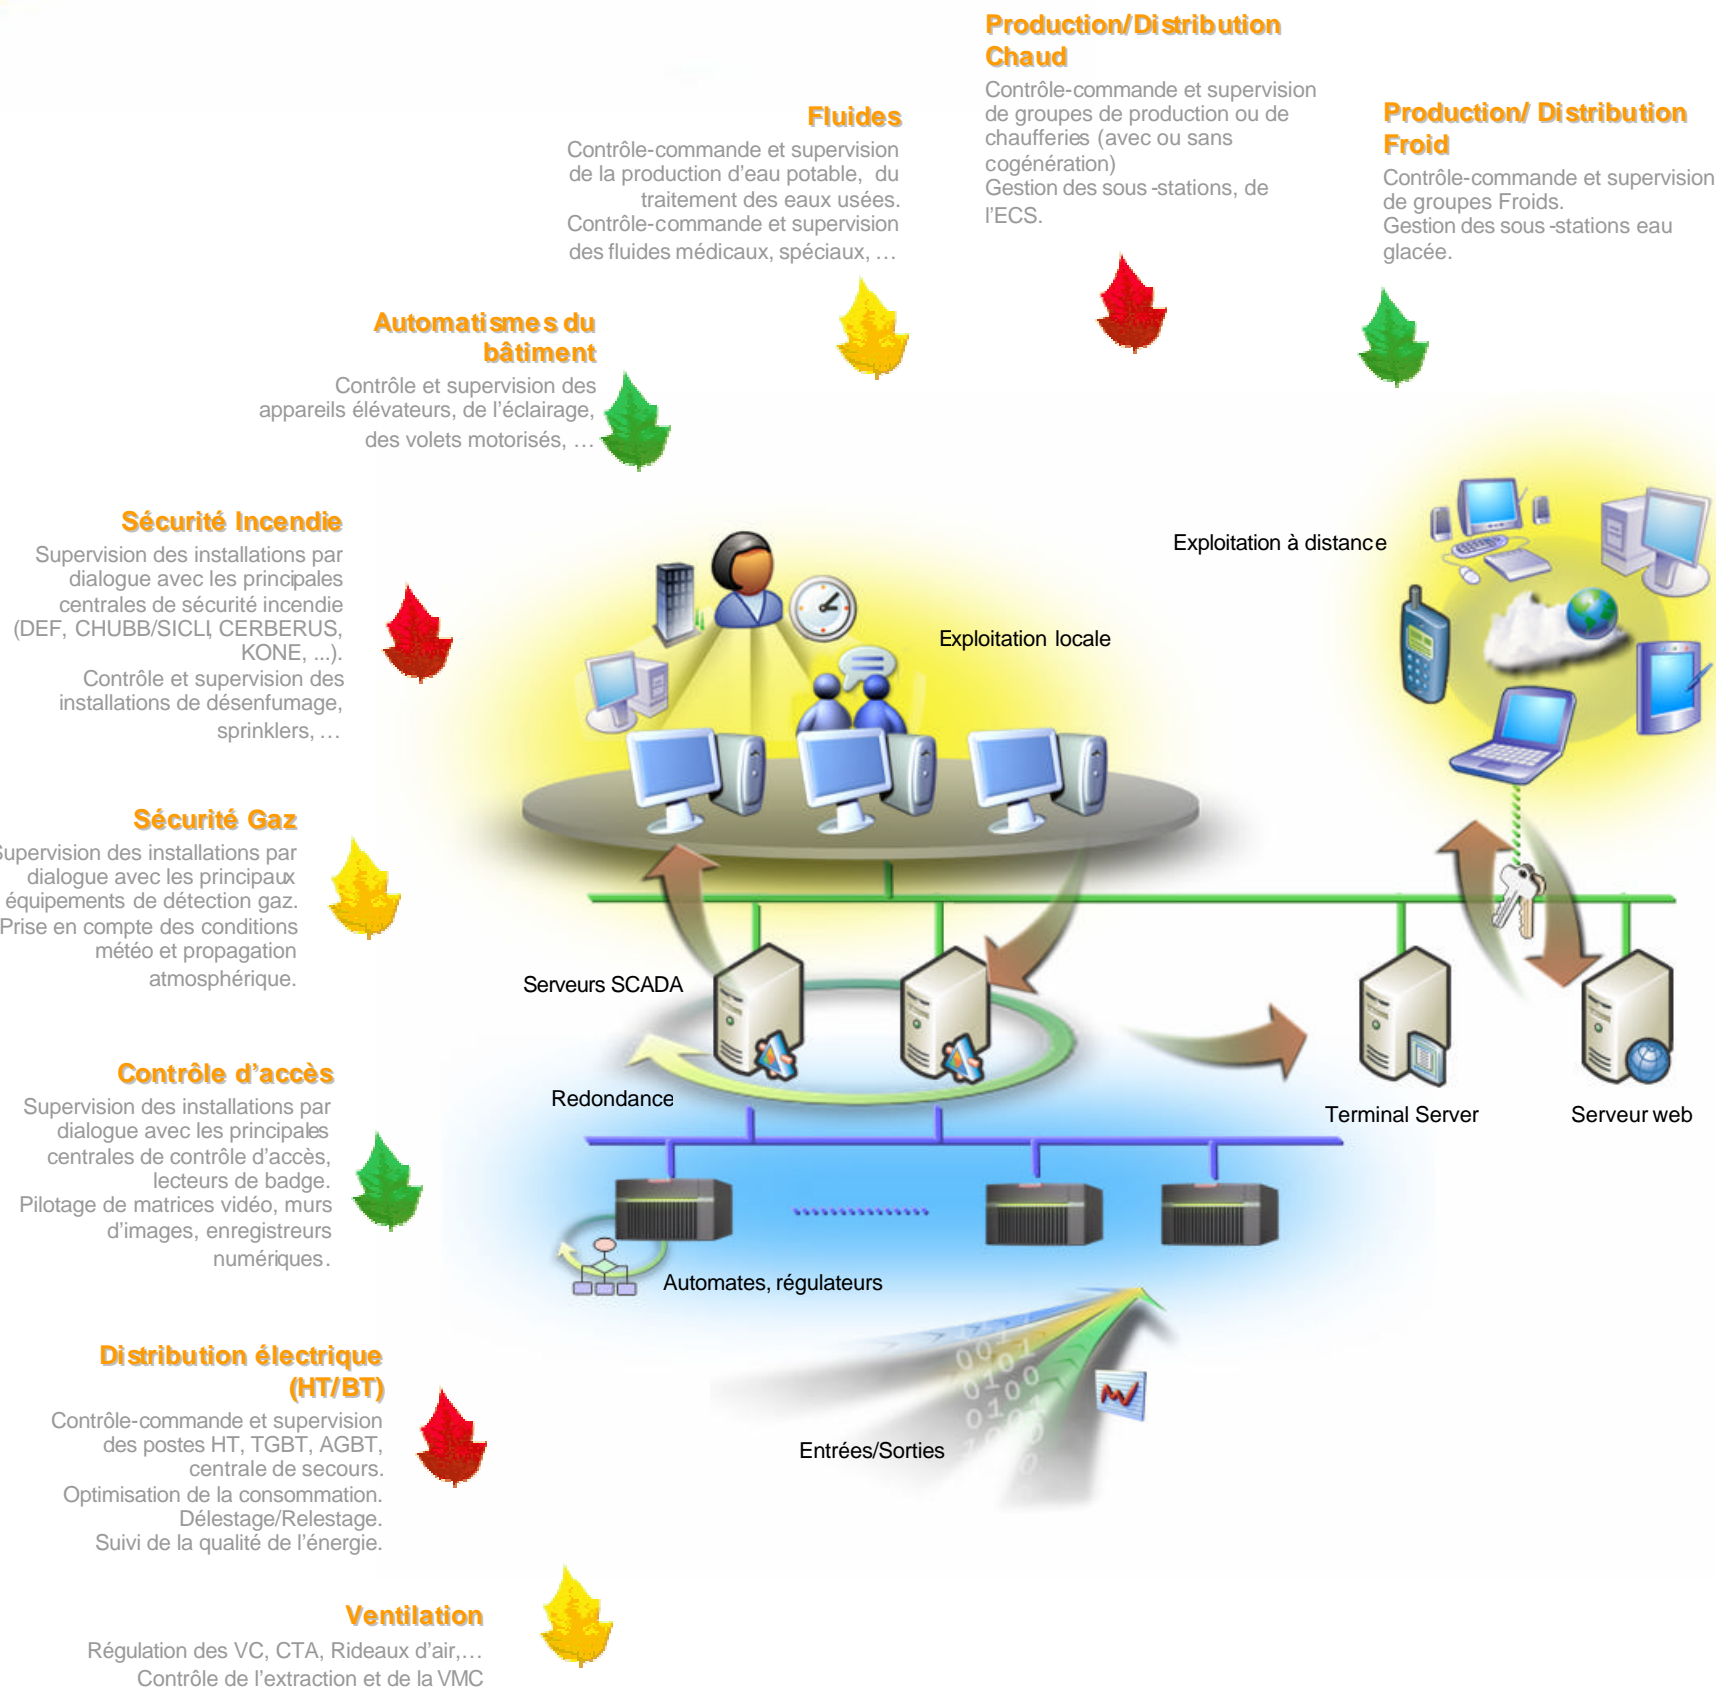 Production/Distribution
Chaud
Contrôle-commande et supervision
de groupes de production ou de
chaufferies (avec ou sans
cogénération)
Gestion des sous-stations, de
l'ECS.
Production/ Distribution
Froid
Contrôle-commande et supervision
de groupes Froids.
Gestion des sous-stations eau
glacée.
Fluides
Contrôle-commande et supervision
de la production d'eau potable, du
traitement des eaux usées.
Contrôle-commande et supervision
des fluides médicaux, spéciaux, …
Automatismes du
bâtiment
Contrôle et supervision des
appareils élévateurs, de l'éclairage,
des volets motorisés, …
Sécurité Incendie
Supervision des installations par
dialogue avec les principales
centrales de sécurité incendie
(DEF, CHUBB/SICLI, CERBERUS,
KONE, ...).
Contrôle et supervision des
installations de désenfumage,
sprinklers, …
Exploitation à distance
Exploitation locale
Sécurité Gaz
Supervision des installations par
dialogue avec les principaux
équipements de détection gaz.
Prise en compte des conditions
météo et propagation
atmosphérique.
Serveurs SCADA
Redondance
Terminal Server
Serveur web
Contrôle d'accès
Supervision des installations par
dialogue avec les principales
centrales de contrôle d'accès,
lecteurs de badge.
Pilotage de matrices vidéo, murs
d'images, enregistreurs
numériques.
Automates, régulateurs
Entrées/Sorties
Distribution électrique
(HT/BT)
Contrôle-commande et supervision
des postes HT, TGBT, AGBT,
centrale de secours.
Optimisation de la consommation.
Délestage/Relestage.
Suivi de la qualité de l'énergie.
Ventilation
Régulation des VC, CTA, Rideaux d'air,…
Contrôle de l'extraction et de la VMC